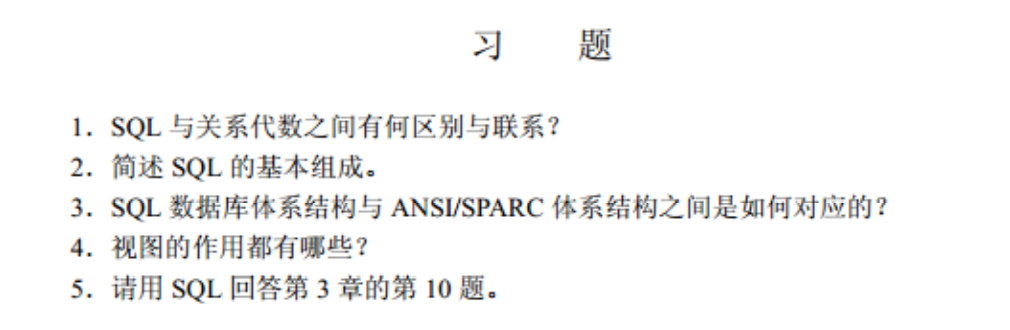 习 题
1．SQL 与关系代数之间有何区别与联系？
2．简述 SQL 的基本组成。
3．SQL 数据库体系结构与 ANSI/SPARC 体系结构之间是如何对应的？
4．视图的作用都有哪些？
5．请用 SQL 回答第 3 章的第 10 题。